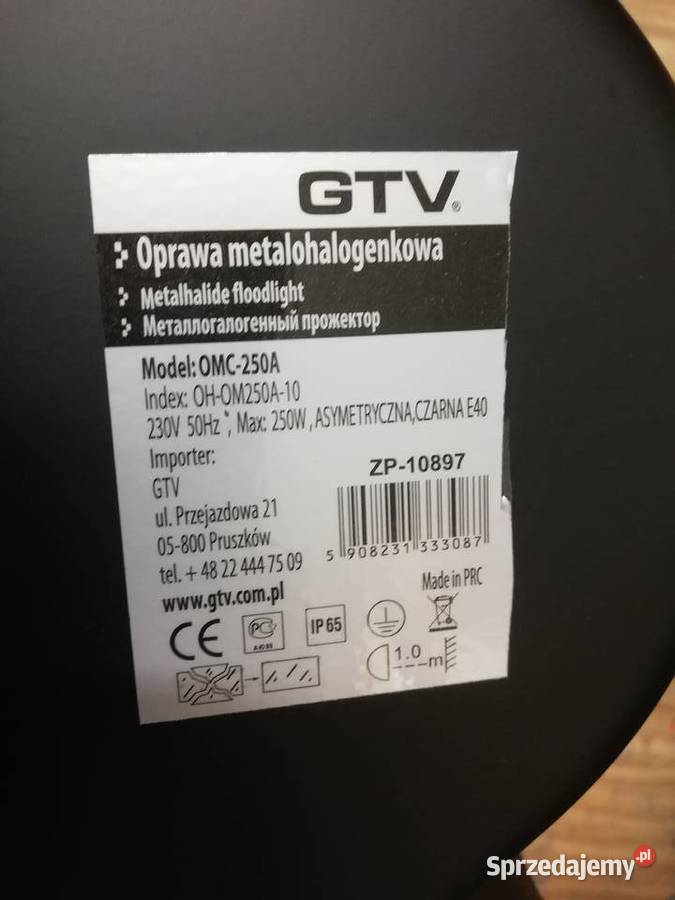 GTV®
Oprawa metalohalogenkowa
Metalhalide floodlight
Металлогалогенный прожектор
Model: OMC-250A
Index: OH-OM250A-10
230V 50Hz~, Max: 250W, ASYMETRYCZNA,CZARNA E40
Importer:
GTV
ul. Przejazdowa 21
05-800 Pruszków
tel. + 48 22 444 75 09
www.gtv.com.pl
ZP-10897
5 908231 333087
Made in PRC
CE
PC
IP 65
1.0
m
Sprzedajemy.pl